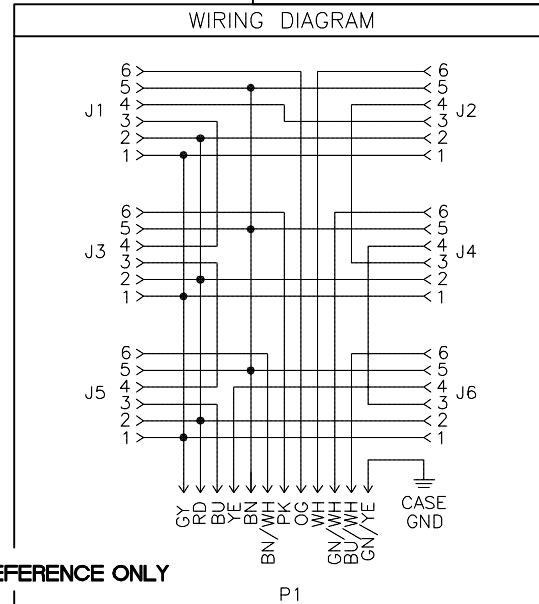 WIRING DIAGRAM
6 6
5 5
J1 4 4 J2
3 3
2 2
1 1
6 6
5 5
J3 4 4 J4
3 3
2 2
1 1
6 6
5 5
J5 4 4 J6
3 3
2 2
1 1
GY RD BU YE BN BN/WH PK OG WH GN/WH BU/WH GN/YE
CASE
GND
EFERENCE ONLY
P1